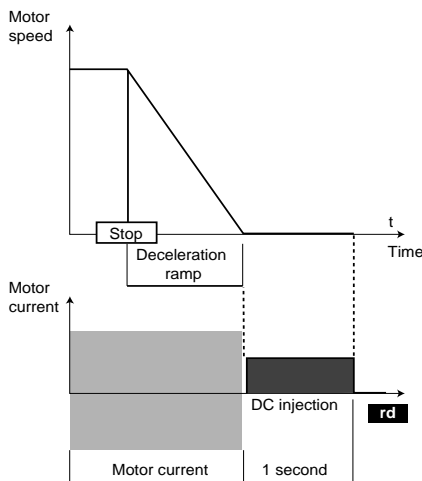 Motor
speed
t
Stop
Time
Deceleration
ramp
Motor
current
DC injection
rd
Motor current
1 second